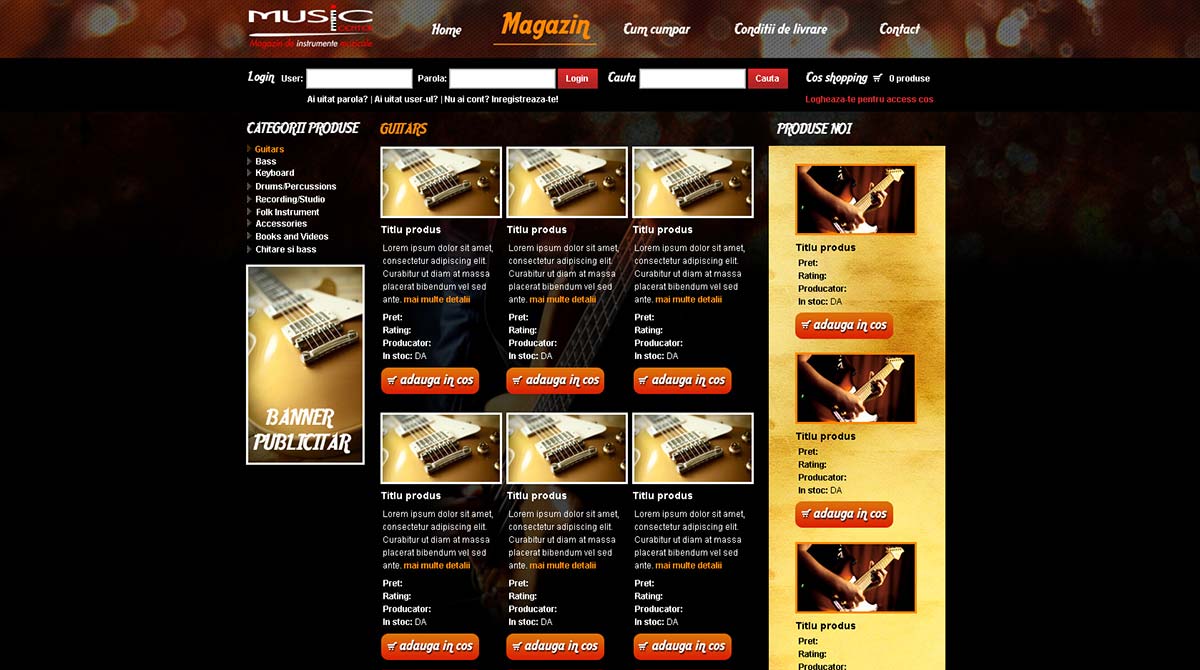 MUSIC
Magazin de instrumente muzicale
Home
Magazin
Cum cumpar
Conditii de livrare
Contact
Login User: Parola: Login
Cauta Cauta
Cos shopping 0 produse
Ai uitat parola? | Ai uitat user-ul? | Nu ai cont? Inregistreaza-te!
Logheaza-te pentru access cos
CATEGORII PRODUSE
Guitars
Bass
Keyboard
Drums/Percussions
Recording/Studio
Folk Instrument
Accessories
Books and Videos
Chitare si bass
BANNER
PUBLICITAR
GUITARS
Titlu produs
Lorem ipsum dolor sit amet,
consectetur adipiscing elit.
Curabitur ut diam at massa
placerat bibendum vel sed
ante. mai multe detalii
Pret:
Rating:
Producator:
In stoc: DA
adauga in cos
Titlu produs
Lorem ipsum dolor sit amet,
consectetur adipiscing elit.
Curabitur ut diam at massa
placerat bibendum vel sed
ante. mai multe detalii
Pret:
Rating:
Producator:
In stoc: DA
adauga in cos
Titlu produs
Lorem ipsum dolor sit amet,
consectetur adipiscing elit.
Curabitur ut diam at massa
placerat bibendum vel sed
ante. mai multe detalii
Pret:
Rating:
Producator:
In stoc: DA
adauga in cos
Titlu produs
Lorem ipsum dolor sit amet,
consectetur adipiscing elit.
Curabitur ut diam at massa
placerat bibendum vel sed
ante. mai multe detalii
Pret:
Rating:
Producator:
In stoc: DA
adauga in cos
Titlu produs
Lorem ipsum dolor sit amet,
consectetur adipiscing elit.
Curabitur ut diam at massa
placerat bibendum vel sed
ante. mai multe detalii
Pret:
Rating:
Producator:
In stoc: DA
adauga in cos
Titlu produs
Lorem ipsum dolor sit amet,
consectetur adipiscing elit.
Curabitur ut diam at massa
placerat bibendum vel sed
ante. mai multe detalii
Pret:
Rating:
Producator:
In stoc: DA
adauga in cos
PRODUSE NOI
Titlu produs
Pret:
Rating:
Producator:
In stoc: DA
adauga in cos
Titlu produs
Pret:
Rating:
Producator:
In stoc: DA
adauga in cos
Titlu produs
Pret:
Rating:
Producator: